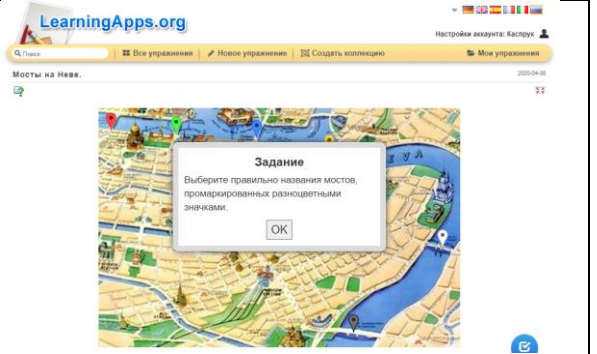 LearningApps.org
Настройки аккаунта: Каспрук
Поиск
Все упражнения
Новое упражнение
Создать коллекцию
Мои упражнения
Мосты на Неве.
2020-04-08
Задание
Выберите правильно названия мостов,
промаркированных разноцветными
значками.
OK
E V A